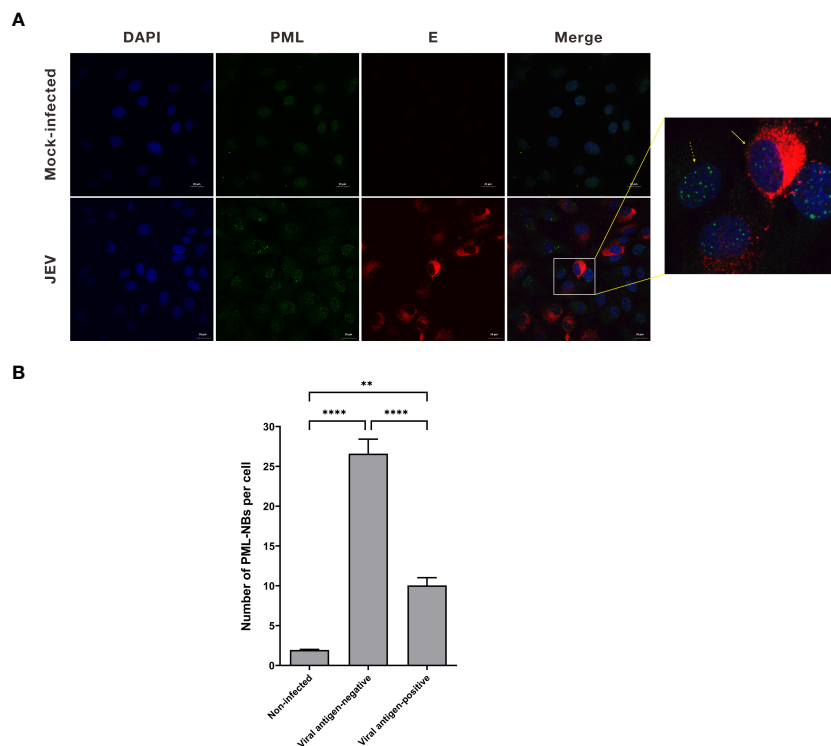 A
DAPI PML E Merge
Mock-infected
JEV
B
**
**** ****
Number of PML-NBs per cell
30
25
20
15
10
5
0
Non-infected
Viral antigen-negative
Viral antigen-positive